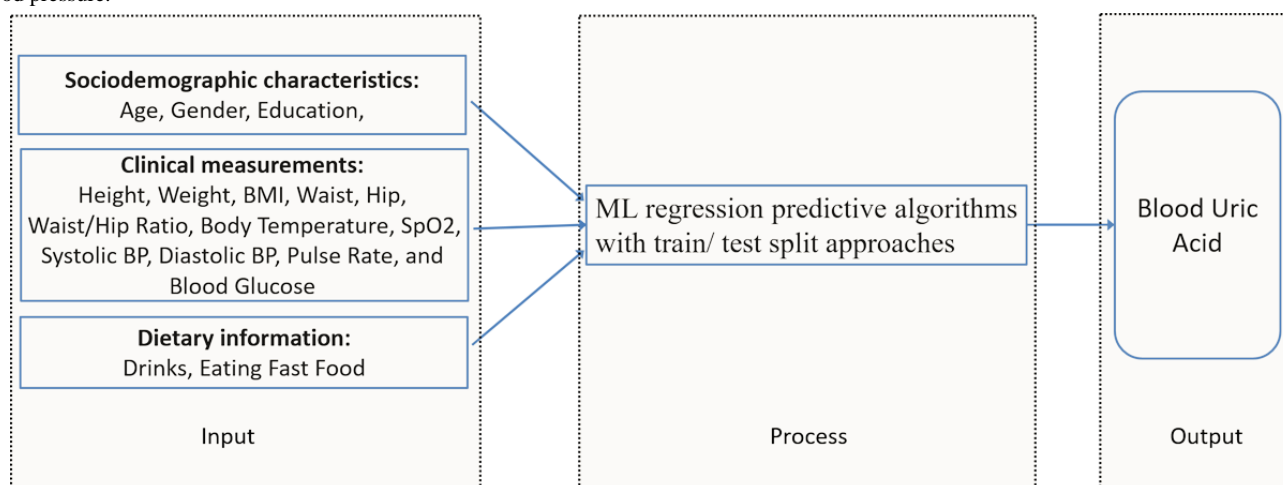 od pressure.
Sociodemographic characteristics:
Age, Gender, Education,
Clinical measurements:
Height, Weight, BMI, Waist, Hip,
Waist/Hip Ratio, Body Temperature, SpO2,
Systolic BP, Diastolic BP, Pulse Rate, and
Blood Glucose
Dietary information:
Drinks, Eating Fast Food
Input
ML regression predictive algorithms
with train/ test split approaches
Process
Blood Uric
Acid
Output